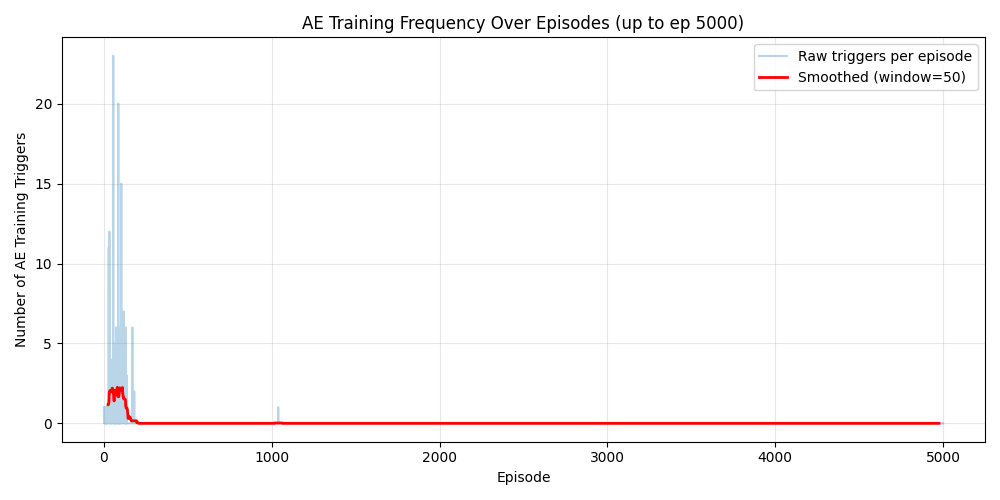 AE Training Frequency Over Episodes (up to ep 5000)
Raw triggers per episode
Smoothed (window=50)
Number of AE Training Triggers
20
15
10
5
0
0 1000 2000 3000 4000 5000
Episode